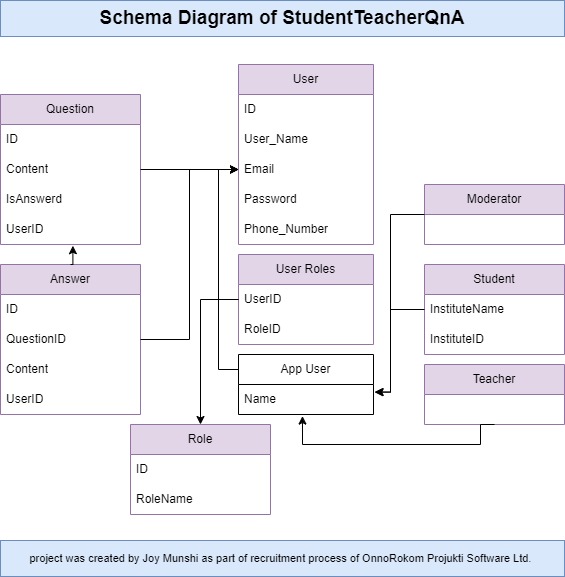 Schema Diagram of StudentTeacherQnA
Question
ID
Content
IsAnswerd
UserID
Answer
ID
QuestionID
Content
UserID
User
ID
User_Name
Email
Password
Phone_Number
User Roles
UserID
RoleID
App User
Name
Role
ID
RoleName
Moderator
Student
InstituteName
InstituteID
Teacher
project was created by Joy Munshi as part of recruitment process of OnnoRokom Projukti Software Ltd.